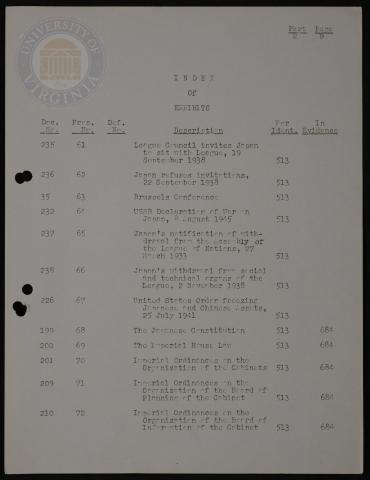 UNIVERSITY OF VIRGINIA
Part Page
INDEX
Of
EXHIBITS
Doc. No. Pros. No. Def. No. Description For Ident. In Evidence
235 61 League Council invites Japan
to sit with League, 19
September 1938 513
236 62 Japan refuses invitations,
22 September 1938 513
35 63 Brussels Conference 513
232 64 USSR Declaration of War on
Japan, 8 August 1945 513
237 65 Japan's notification of with-
drawal from the Assembly of
the League of Nations, 27
March 1933 513
238 66 Japan's withdrawal from social
and technical organs of the
League, 2 November 1938 513
226 67 United States Order freezing
Japanese and Chinese Assets,
25 July 1941 513
199 68 The Japanese Constitution 513 684
200 69 The Imperial House Law 513 684
201 70 Imperial Ordinances on the
Organization of the Cabinets 513 684
209 71 Imperial Ordinances on the
Organization of the Board of
Planning of the Cabinet 513 684
210 72 Imperial Ordinances on the
Organization of the Board of
Information of the Cabinet 513 684